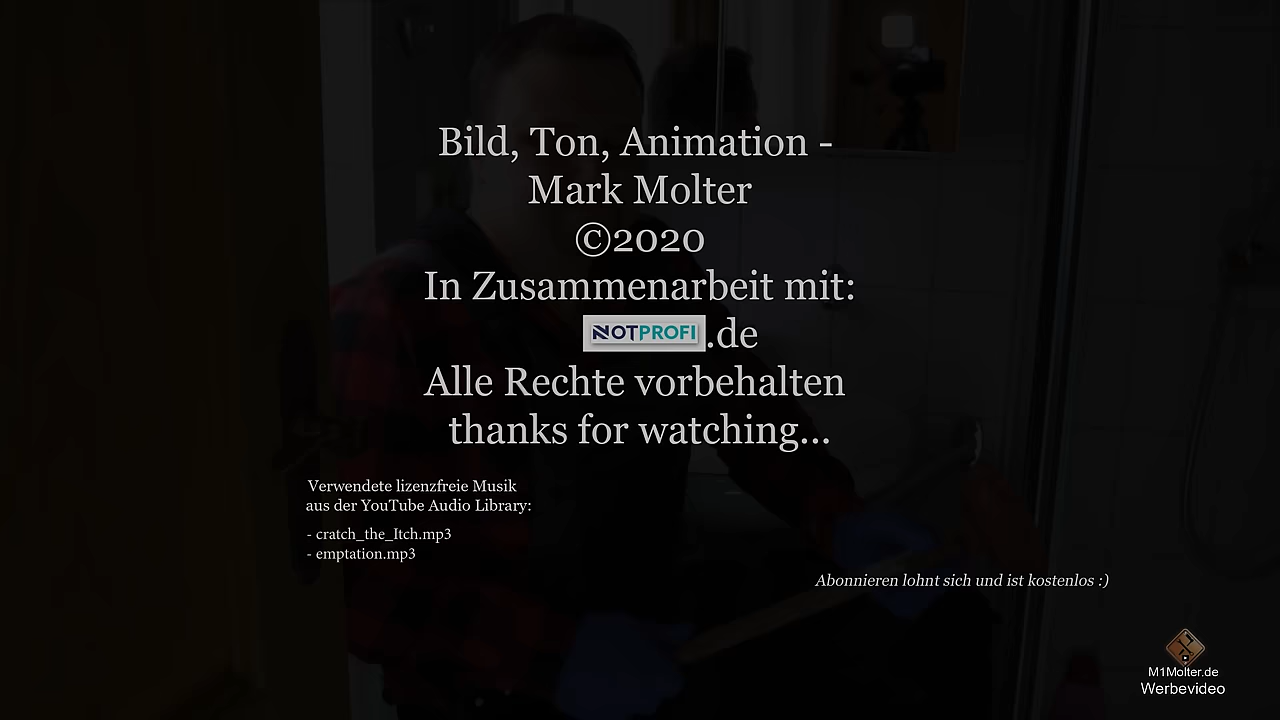 Bild, Ton, Animation -
Mark Molter
©2020
In Zusammenarbeit mit:
NOTPROFI.de
Alle Rechte vorbehalten
thanks for watching...
Verwendete lizenzfreie Musik
aus der YouTube Audio Library:
- cratch_the_Itch.mp3
- emptation.mp3
Abonnieren lohnt sich und ist kostenlos :)
M1Molter.de
Werbevideo